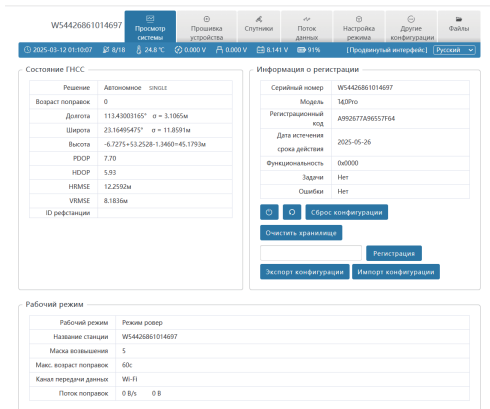 W54426861014697
Просмотр системы
Прошивка устройства
Спутники
Поток данных
Настройка режима
Другие конфигурации
Файлы
2025-03-12 01:10:07 8/18 24.8 °C 0.000 V 0.000 V 8.141 V 91% [Продвинутый интерфейс] Русский
Состояние ГНСС
Решение Автономное SINGLE
Возраст поправок 0
Долгота 113.43003165° σ = 3.1065м
Широта 23.16495475° σ = 11.8591м
Высота -6.7275+53.2528-1.3460=45.1793м
PDOP 7.70
HDOP 5.93
HRMSE 12.2592м
VRMSE 8.1836м
ID рефстанции
Информация о регистрации
Серийный номер W54426861014697
Модель 14.0Pro
Регистрационный код A992677A96557F64
Дата истечения срока действия 2025-05-26
Функциональность 0x0000
Задачи Нет
Ошибки Нет
Сброс конфигурации
Очистить хранилище
Регистрация
Экспорт конфигурации Импорт конфигурации
Рабочий режим
Рабочий режим Режим ровер
Название станции W54426861014697
Маска возвышения 5
Макс. возраст поправок 60с
Канал передачи данных Wi-Fi
Поток поправок 0 B/s 0 B